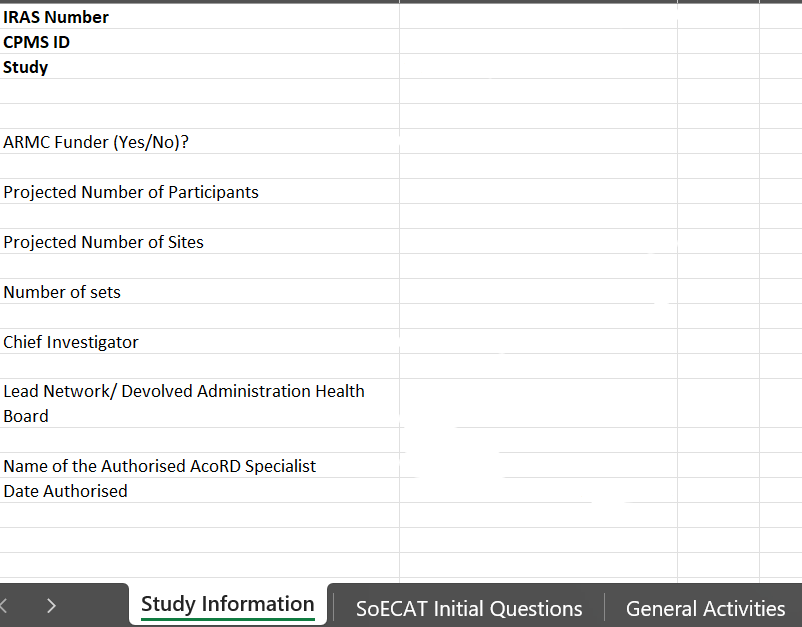 IRAS Number
CPMS ID
Study
ARMC Funder (Yes/No)?
Projected Number of Participants
Projected Number of Sites
Number of sets
Chief Investigator
Lead Network/ Devolved Administration Health
Board
Name of the Authorised AcoRD Specialist
Date Authorised
Study Information SoECAT Initial Questions General Activities